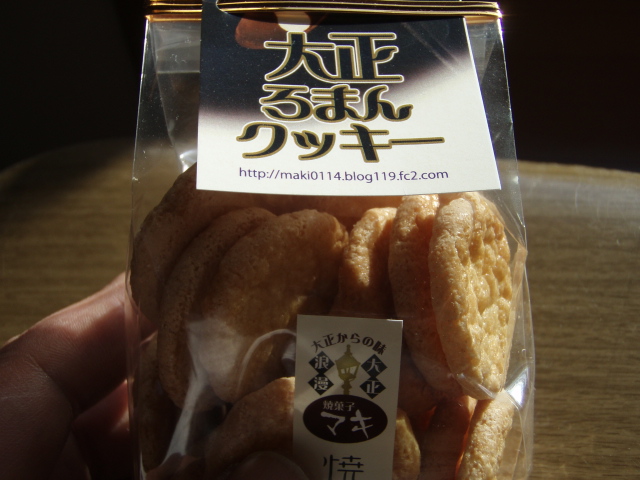 大正
ろまん
クッキー
http://maki0114.blog119.fc2.com
大正からの味
浪漫
大正
焼菓子
マキ
焼